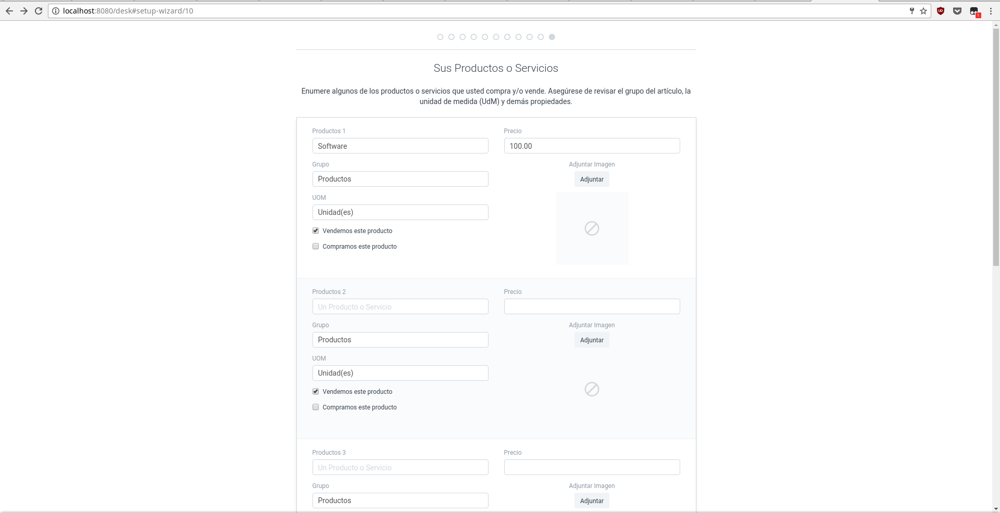 localhost:8080/desk#setup-wizard/10
1
Sus Productos o Servicios
Enumere algunos de los productos o servicios que usted compra y/o vende. Asegúrese de revisar el grupo del artículo, la
unidad de medida (UdM) y demás propiedades.
Productos 1
Precio
Software
100.00
Grupo
Adjuntar Imagen
Productos
Adjuntar
UOM
Unidad(es)
Vendemos este producto
Compramos este producto
Productos 2
Precio
Un Producto o Servicio
Grupo
Adjuntar Imagen
Productos
Adjuntar
UOM
Unidad(es)
Vendemos este producto
Compramos este producto
Productos 3
Precio
Un Producto o Servicio
Grupo
Adjuntar Imagen
Productos
Adjuntar